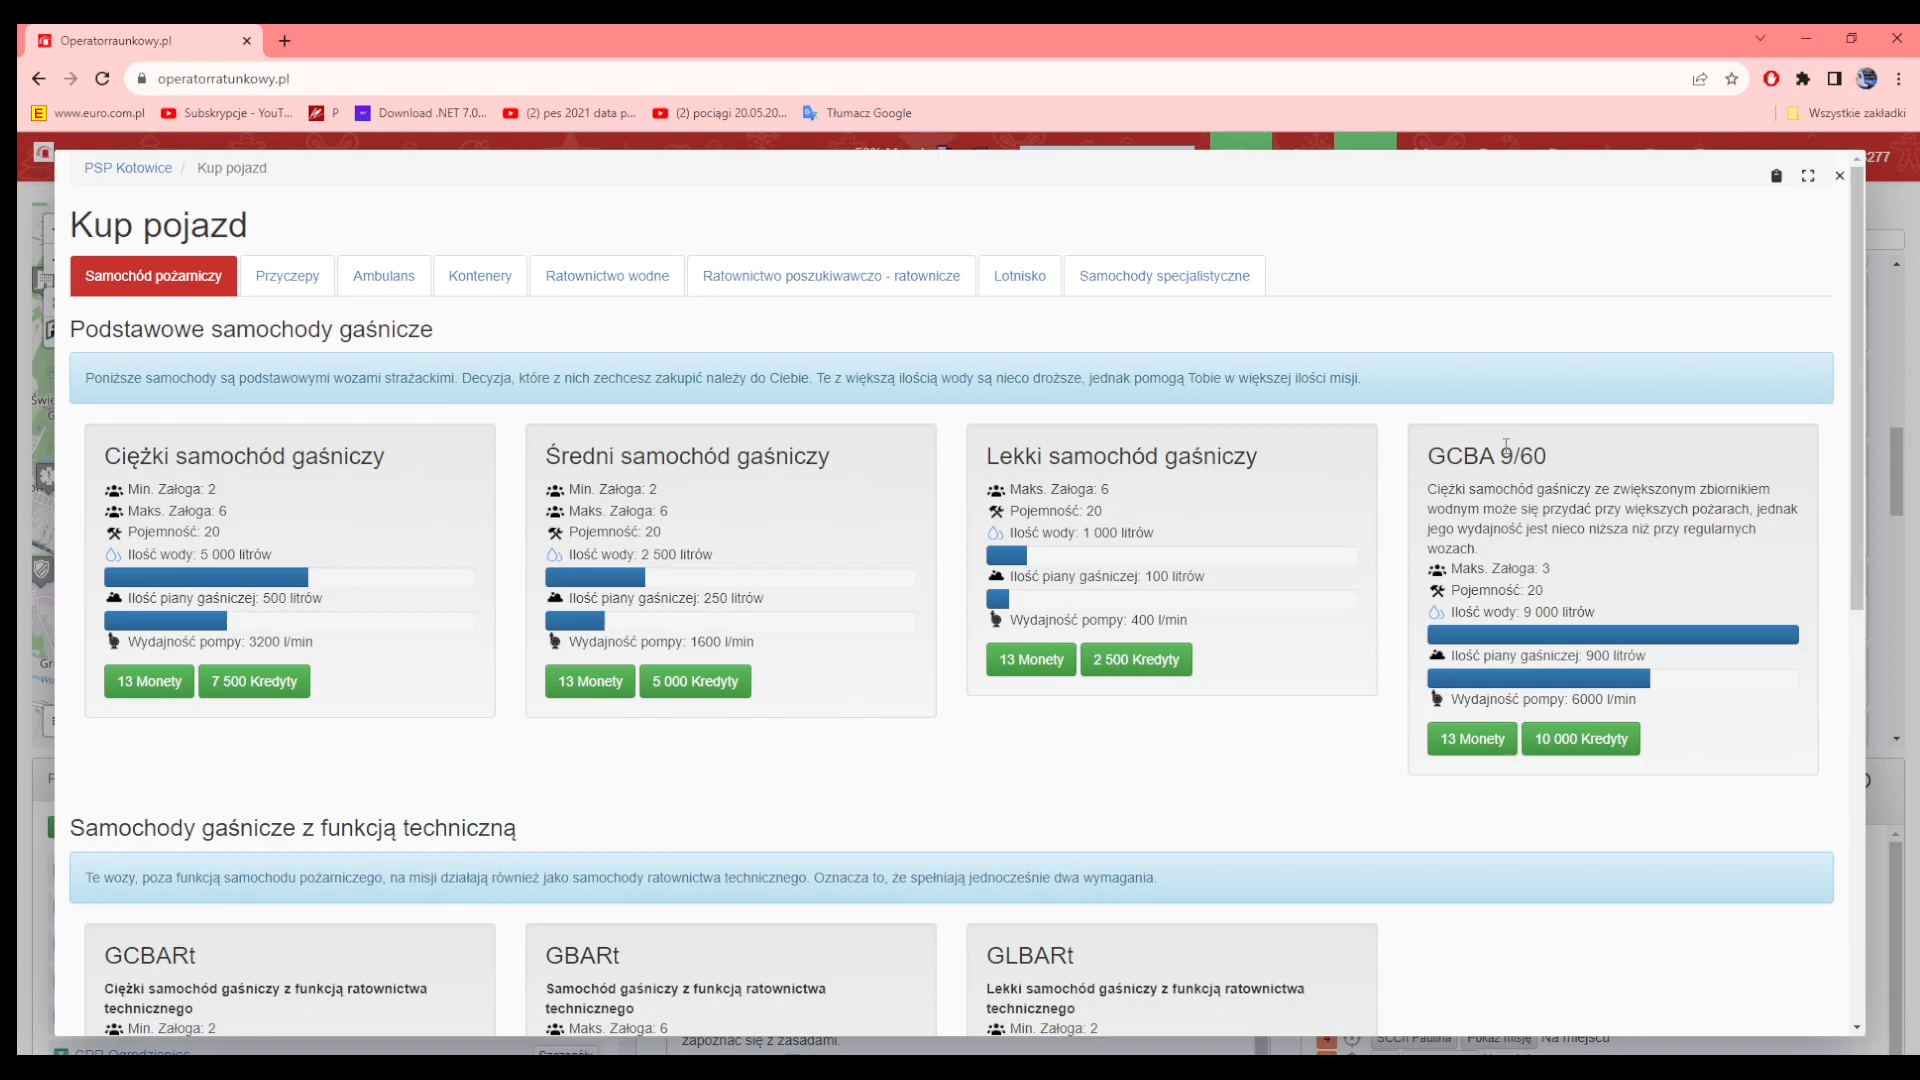 Operatorraunkowy.pl
operatorratunkowy.pl
www.euro.com.pl
Subskrypcje - YouT...
P
Download .NET 7.0...
(2) pes 2021 data p...
(2) pociągi 20.05.20...
Tłumacz Google
Wszystkie zakładki
277
PSP Kotowice / Kup pojazd
Kup pojazd
Samochód pożarniczy
Przyczepy
Ambulans
Kontenery
Ratownictwo wodne
Ratownictwo poszukiwawczo - ratownicze
Lotnisko
Samochody specjalistyczne
Podstawowe samochody gaśnicze
Poniższe samochody są podstawowymi wozami strażackimi. Decyzja, które z nich zechcesz zakupić należy do Ciebie. Te z większą ilością wody są nieco droższe, jednak pomogą Tobie w większej ilości misji.
Ciężki samochód gaśniczy
Min. Załoga: 2
Maks. Załoga: 6
Pojemność: 20
Ilość wody: 5 000 litrów
Ilość piany gaśniczej: 500 litrów
Wydajność pompy: 3200 l/min
13 Monety
7 500 Kredyty
Średni samochód gaśniczy
Min. Załoga: 2
Maks. Załoga: 6
Pojemność: 20
Ilość wody: 2 500 litrów
Ilość piany gaśniczej: 250 litrów
Wydajność pompy: 1600 l/min
13 Monety
5 000 Kredyty
Lekki samochód gaśniczy
Maks. Załoga: 6
Pojemność: 20
Ilość wody: 1 000 litrów
Ilość piany gaśniczej: 100 litrów
Wydajność pompy: 400 l/min
13 Monety
2 500 Kredyty
GCBA 9/60
Ciężki samochód gaśniczy ze zwiększonym zbiornikiem
wodnym może się przydać przy większych pożarach, jednak
jego wydajność jest nieco niższa niż przy regularnych
wozach.
Maks. Załoga: 3
Pojemność: 20
Ilość wody: 9 000 litrów
Ilość piany gaśniczej: 900 litrów
Wydajność pompy: 6000 l/min
13 Monety
10 000 Kredyty
Samochody gaśnicze z funkcją techniczną
Te wozy, poza funkcją samochodu pożarniczego, na misji działają również jako samochody ratownictwa technicznego. Oznacza to, że spełniają jednocześnie dwa wymagania.
GCBARt
Ciężki samochód gaśniczy z funkcją ratownictwa
technicznego
Min. Załoga: 2
GBARt
Samochód gaśniczy z funkcją ratownictwa
technicznego
Maks. Załoga: 6
GLBARt
Lekki samochód gaśniczy z funkcją ratownictwa
technicznego
Min. Załoga: 2
zapoznać się z zasadami.
Pokaż misję
Na miejscu